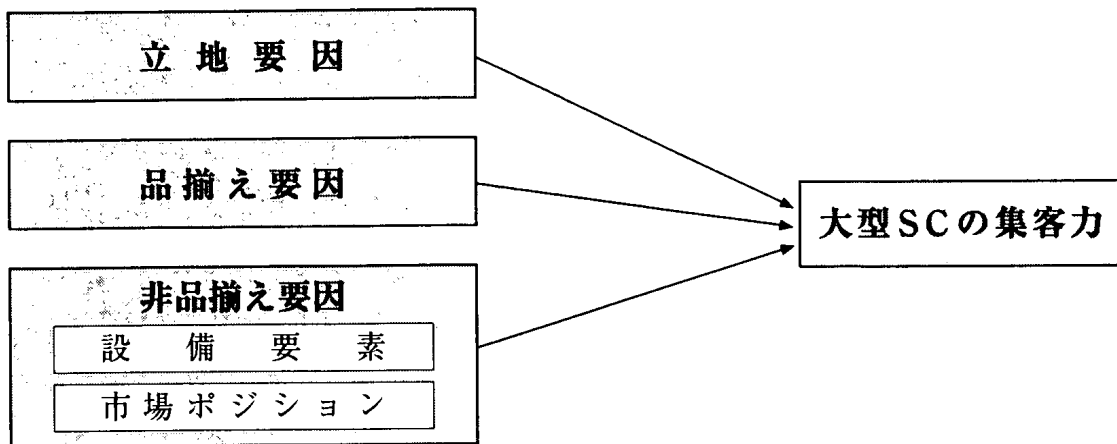 立地要因
品揃え要因
非品揃え要因
設備要素
市場ポジション
大型SCの集客力